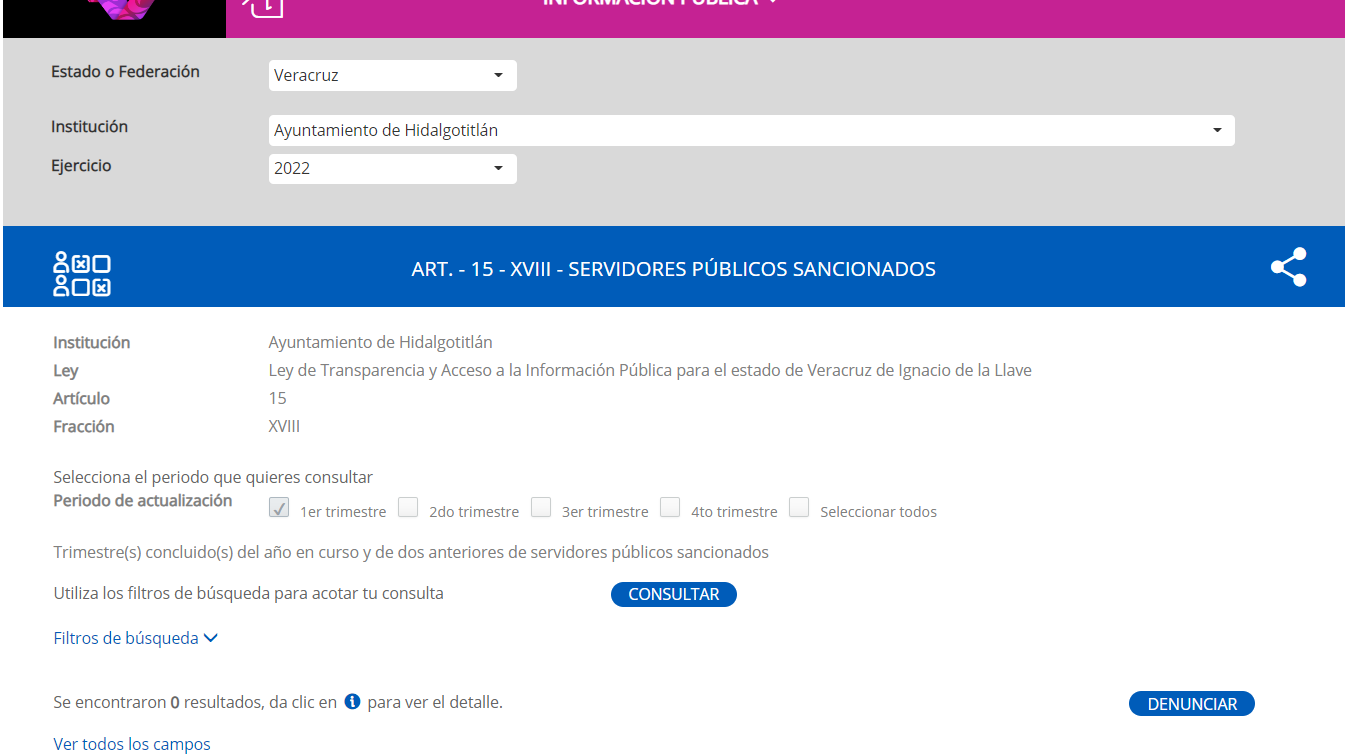 INFORMACIÓN PÚBLICA
Estado o Federación Veracruz
Institución Ayuntamiento de Hidalgotitlán
Ejercicio 2022
ART. - 15 - XVIII - SERVIDORES PÚBLICOS SANCIONADOS
Institución Ayuntamiento de Hidalgotitlán
Ley Ley de Transparencia y Acceso a la Información Pública para el estado de Veracruz de Ignacio de la Llave
Artículo 15
Fracción XVIII
Selecciona el periodo que quieres consultar
Periodo de actualización 1er trimestre 2do trimestre 3er trimestre 4to trimestre Seleccionar todos
Trimestre(s) concluido(s) del año en curso y de dos anteriores de servidores públicos sancionados
Utiliza los filtros de búsqueda para acotar tu consulta CONSULTAR
Filtros de búsqueda
Se encontraron 0 resultados, da clic en i para ver el detalle. DENUNCIAR
Ver todos los campos